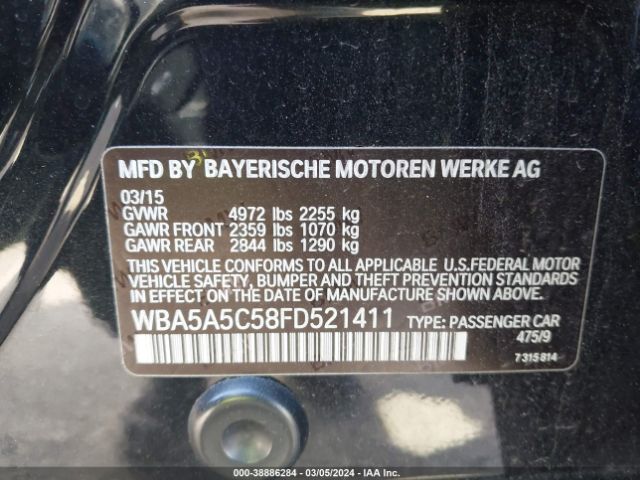 MFD BY BAYERISCHE MOTOREN WERKE AG
03/15
GVWR 4972 lbs 2255 kg
GAWR FRONT 2359 lbs 1070 kg
GAWR REAR 2844 lbs 1290 kg
THIS VEHICLE CONFORMS TO ALL APPLICABLE U.S.FEDERAL MOTOR
VEHICLE SAFETY, BUMPER AND THEFT PREVENTION STANDARDS
IN EFFECT ON THE DATE OF MANUFACTURE SHOWN ABOVE.
WBA5A5C58FD521411 TYPE: PASSENGER CAR
475/9
7 315 814
000-38886284 — 03/05/2024 — IAA Inc.